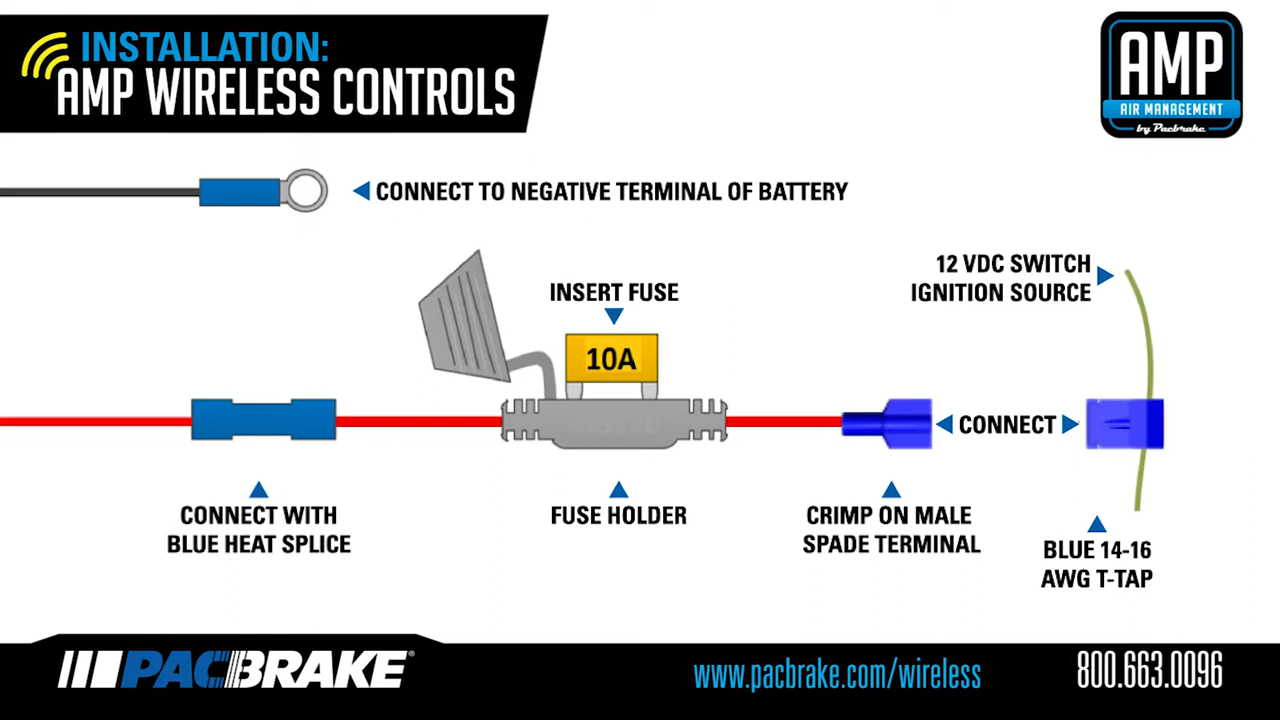 INSTALLATION:
AMP WIRELESS CONTROLS
AMP
AIR MANAGEMENT
by Pacbrake
CONNECT TO NEGATIVE TERMINAL OF BATTERY
12 VDC SWITCH
IGNITION SOURCE
INSERT FUSE
10A
CONNECT
CONNECT WITH
BLUE HEAT SPLICE
FUSE HOLDER
CRIMP ON MALE
SPADE TERMINAL
BLUE 14-16
AWG T-TAP
PACBRAKE®
www.pacbrake.com/wireless
800.663.0096